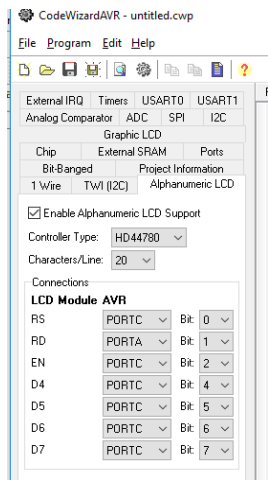 CodeWizardAVR - untitled.cwp
File Program Edit Help
External IRQ Timers USART0 USART1
Analog Comparator ADC SPI I2C
Graphic LCD
Chip External SRAM Ports
Bit-Banged Project Information
1 Wire TWI (I2C) Alphanumeric LCD
Enable Alphanumeric LCD Support
Controller Type: HD44780
Characters/Line: 20
Connections
LCD Module AVR
RS PORTC Bit: 0
RD PORTA Bit: 1
EN PORTC Bit: 2
D4 PORTC Bit: 4
D5 PORTC Bit: 5
D6 PORTC Bit: 6
D7 PORTC Bit: 7